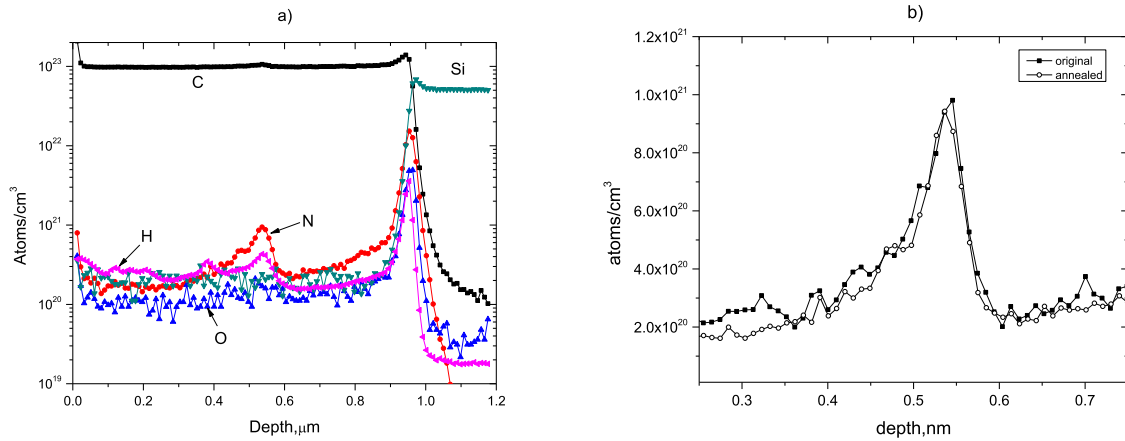 a)
10²³
10²²
10²¹
10²⁰
10¹⁹
Atoms/cm³
C
Si
H
N
O
0.0 0.2 0.4 0.6 0.8 1.0 1.2
Depth,μm
b)
1.2x10²¹
1.0x10²¹
8.0x10²⁰
6.0x10²⁰
4.0x10²⁰
2.0x10²⁰
atoms/cm³
original
annealed
0.3 0.4 0.5 0.6 0.7
depth,nm